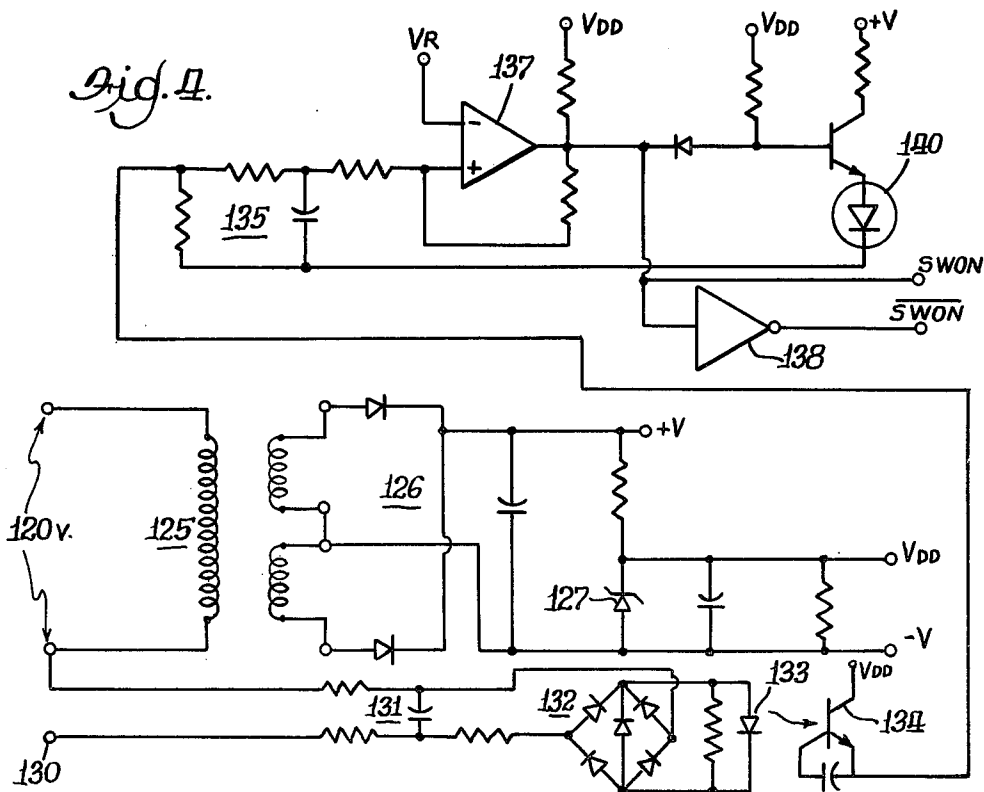 Fig. 4.
VR
137
VDD
VDD
+V
140
135
-
+
SWON
SWON
138
+V
120 v.
125
126
127
VDD
-V
131
132
133
VDD
134
130